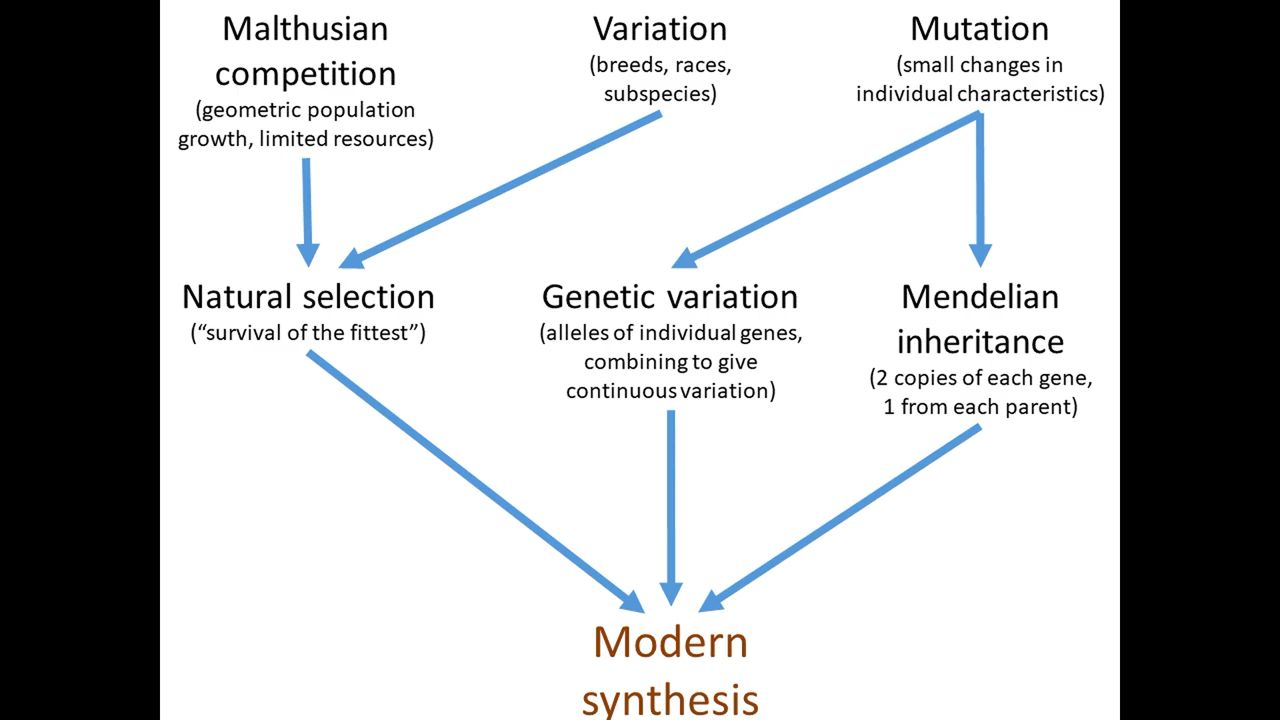 Malthusian
competition
(geometric population
growth, limited resources)
Variation
(breeds, races,
subspecies)
Mutation
(small changes in
individual characteristics)
Natural selection
(“survival of the fittest”)
Genetic variation
(alleles of individual genes,
combining to give
continuous variation)
Mendelian
inheritance
(2 copies of each gene,
1 from each parent)
Modern
synthesis